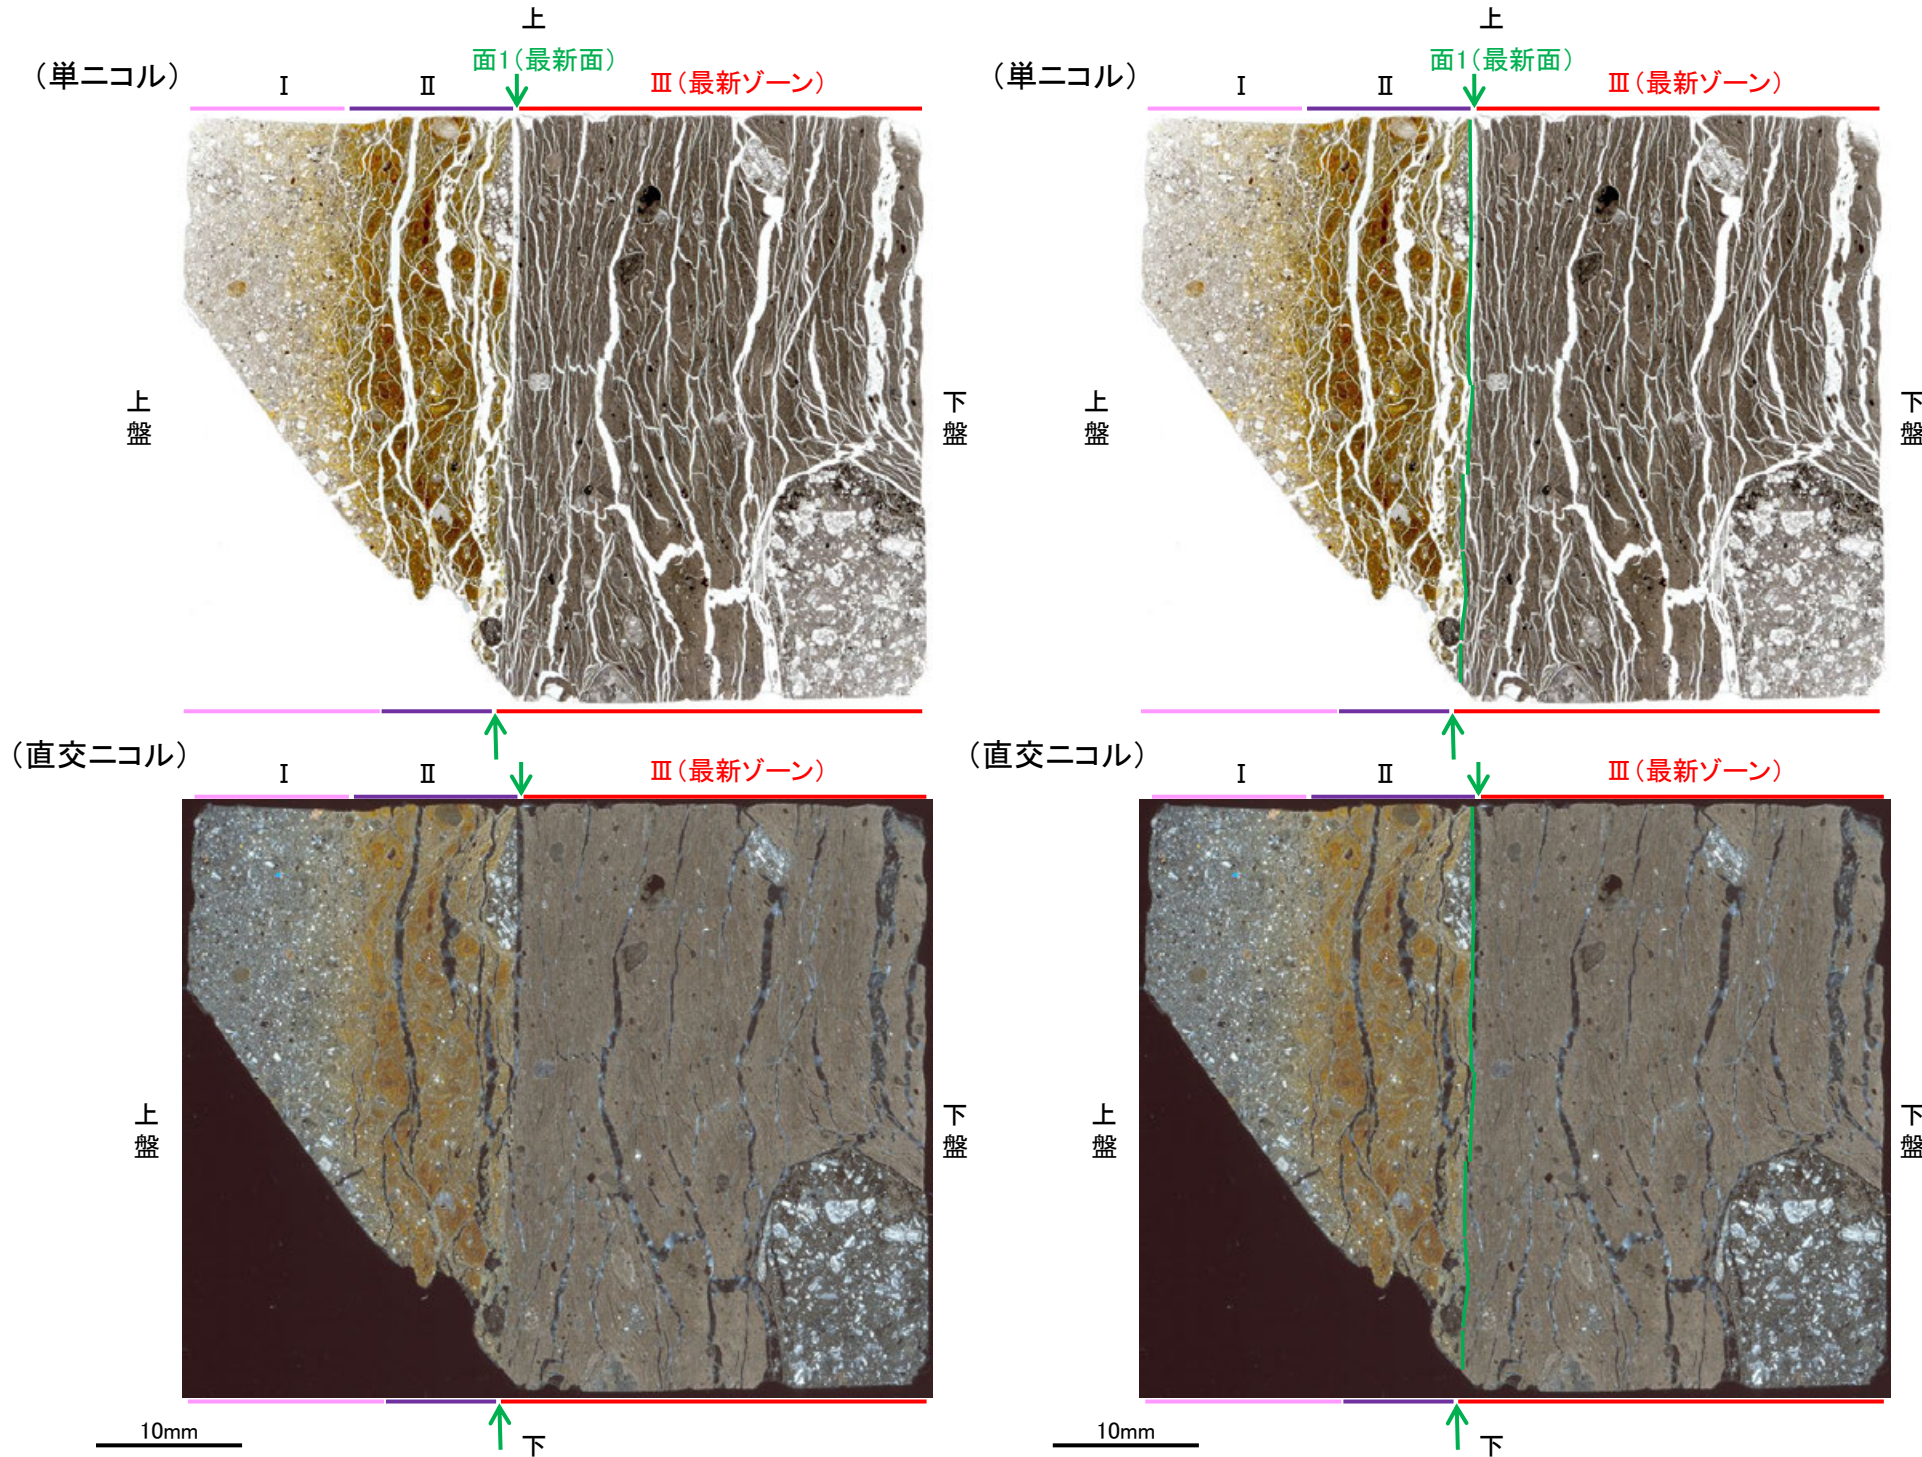 上
面1(最新面)
(単ニコル)
Ⅰ
Ⅱ
Ⅲ(最新ゾーン)
上盤
下盤
上
面1(最新面)
(単ニコル)
Ⅰ
Ⅱ
Ⅲ(最新ゾーン)
上盤
下盤
(直交ニコル)
Ⅰ
Ⅱ
Ⅲ(最新ゾーン)
上盤
下盤
10mm
下
(直交ニコル)
Ⅰ
Ⅱ
Ⅲ(最新ゾーン)
上盤
下盤
10mm
下